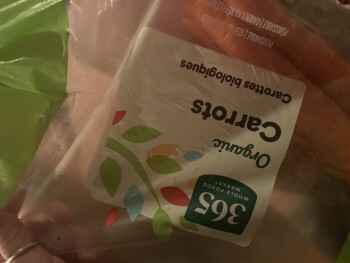 365
WHOLE FOODS
MARKET
Organic
Carrots
Carottes biologiques